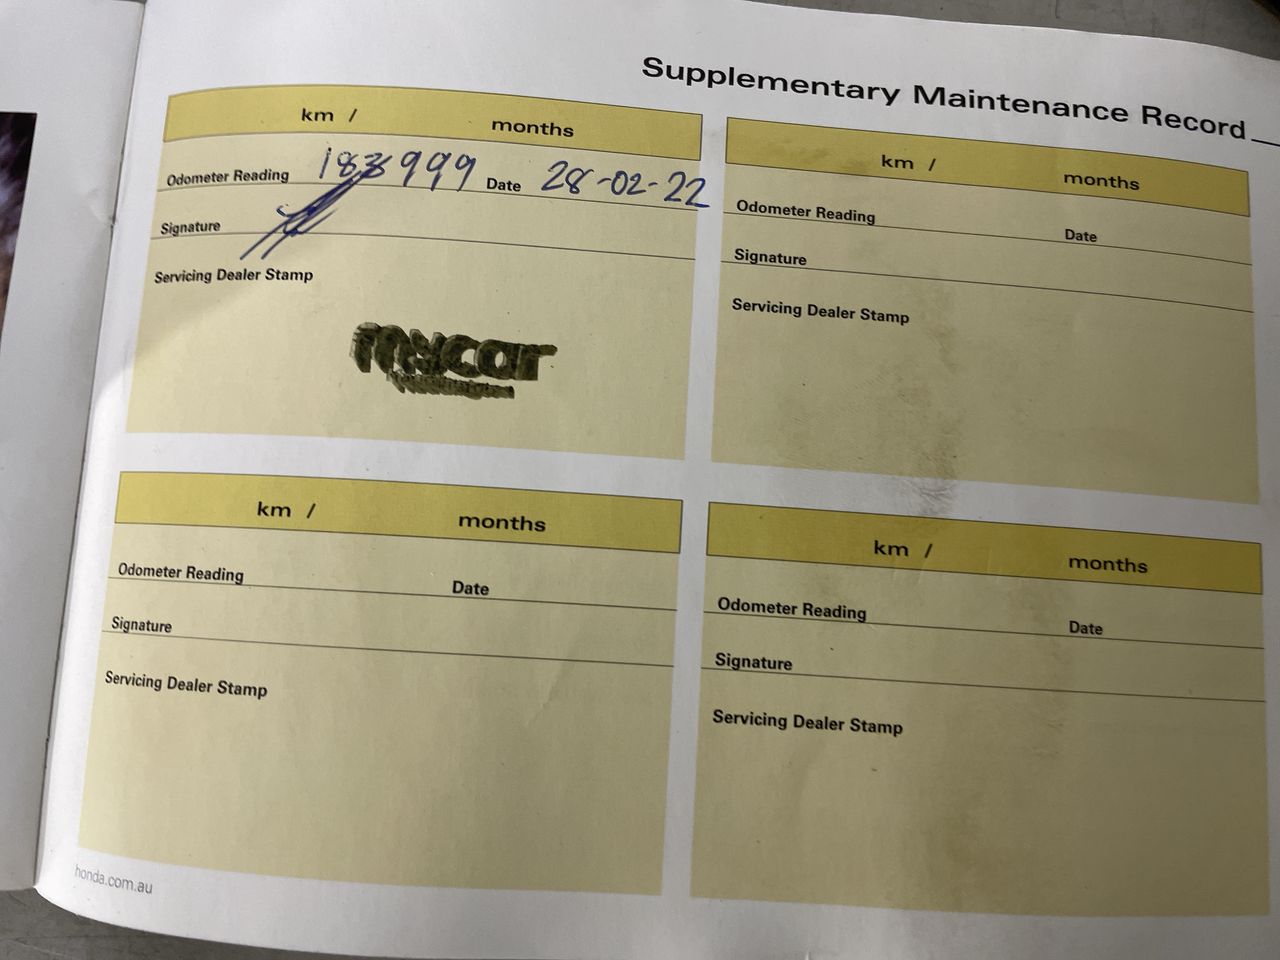 Supplementary Maintenance Record
km / months
Odometer Reading 183999 Date 28-02-22
Signature
Servicing Dealer Stamp
mycar
km / months
Odometer Reading Date
Signature
Servicing Dealer Stamp
km / months
Odometer Reading Date
Signature
Servicing Dealer Stamp
km / months
Odometer Reading Date
Signature
Servicing Dealer Stamp
honda.com.au